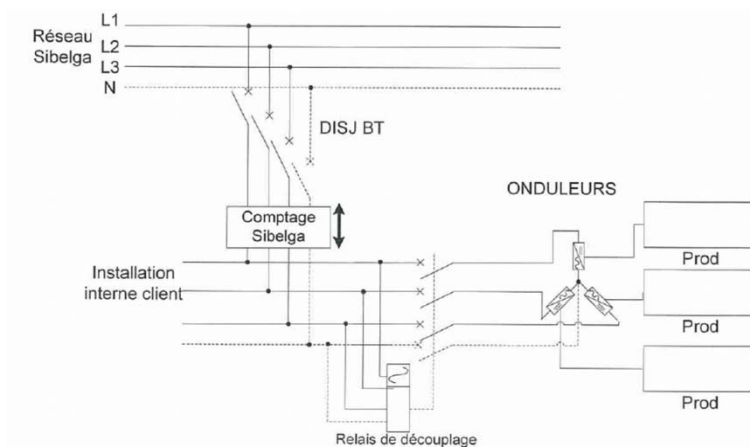 L1
Réseau
Sibelga
L2
L3
N
DISJ BT
ONDULEURS
Comptage
Sibelga
Prod
Installation
interne client
Prod
Prod
Relais de découplage